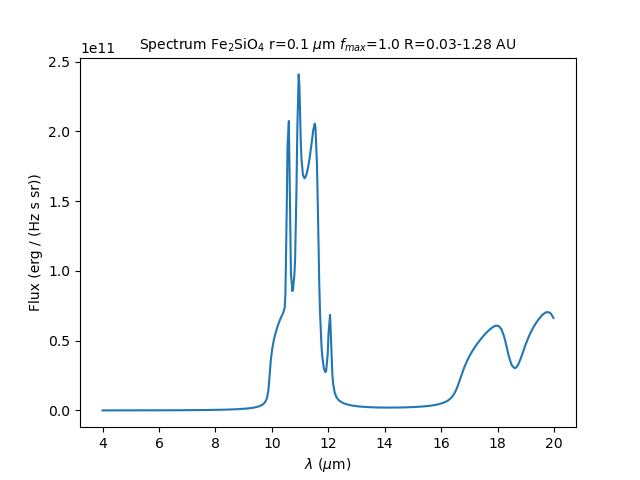 Spectrum Fe₂SiO₄ r=0.1 μm f_max=1.0 R=0.03-1.28 AU
1e11
2.5
2.0
1.5
1.0
0.5
0.0
Flux (erg / (Hz s sr))
4 6 8 10 12 14 16 18 20
λ (μm)